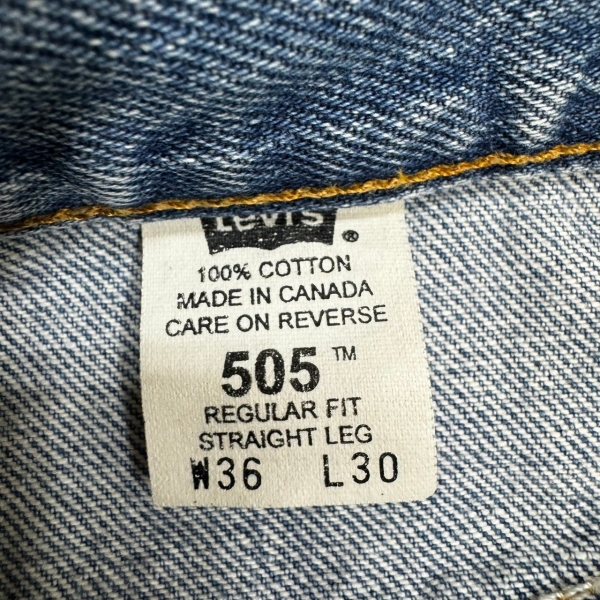 Levi's ®
100% COTTON
MADE IN CANADA
CARE ON REVERSE
505 ™
REGULAR FIT
STRAIGHT LEG
W36 L30